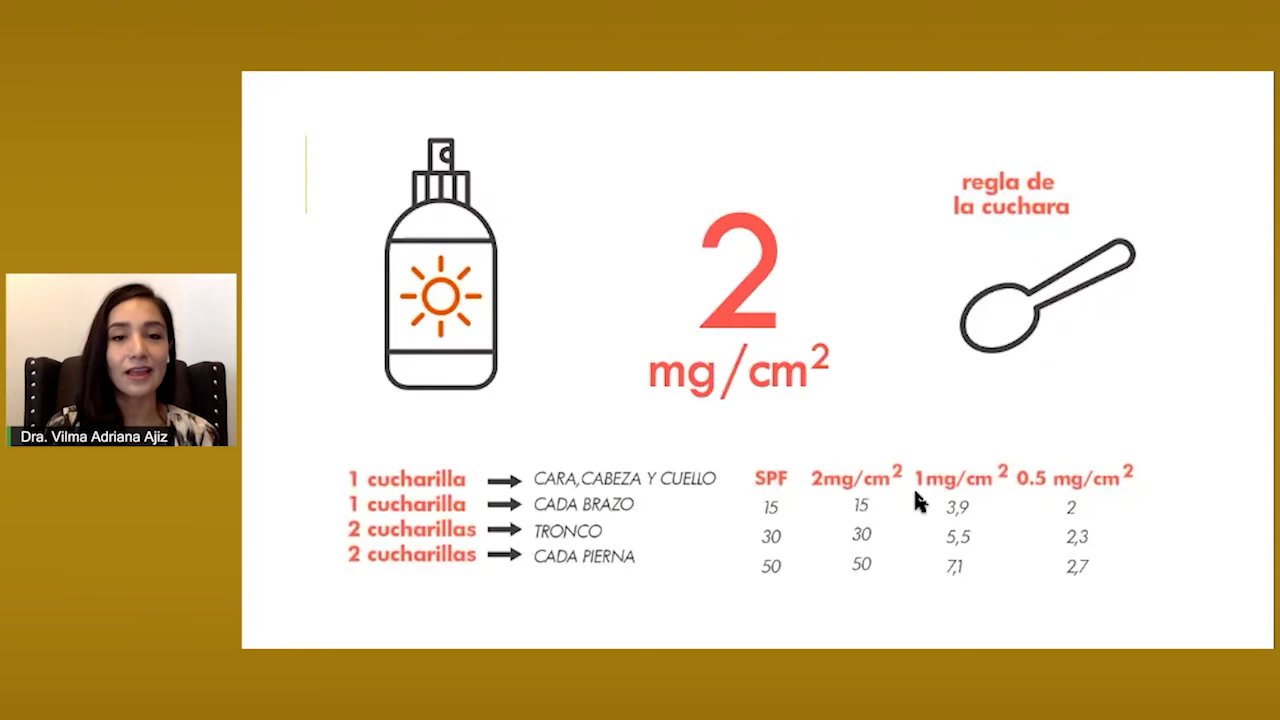 regla de
la cuchara
2
mg/cm²
1 cucharilla → CARA,CABEZA Y CUELLO
1 cucharilla → CADA BRAZO
2 cucharillas → TRONCO
2 cucharillas → CADA PIERNA
SPF 2mg/cm² 1mg/cm² 0.5 mg/cm²
15 15 3,9 2
30 30 5,5 2,3
50 50 7,1 2,7
Dra. Vilma Adriana Ajiz